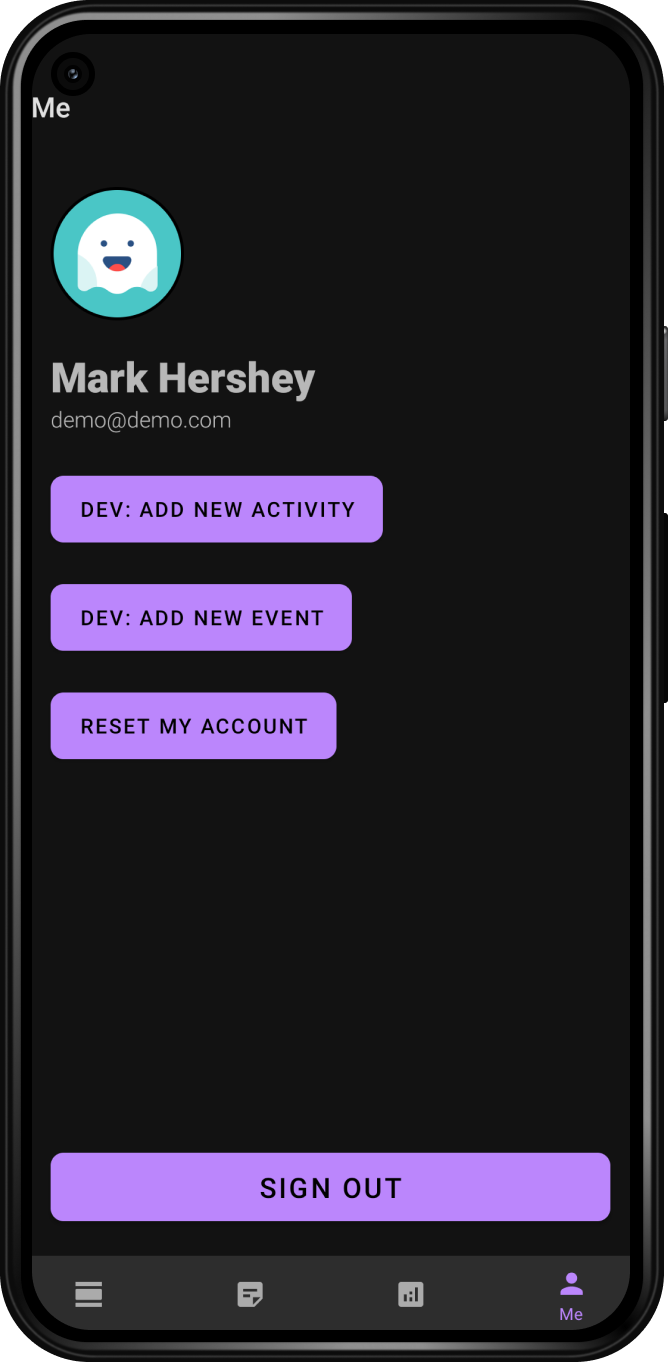 Me
Mark Hershey
demo@demo.com
DEV: ADD NEW ACTIVITY
DEV: ADD NEW EVENT
RESET MY ACCOUNT
SIGN OUT
Me